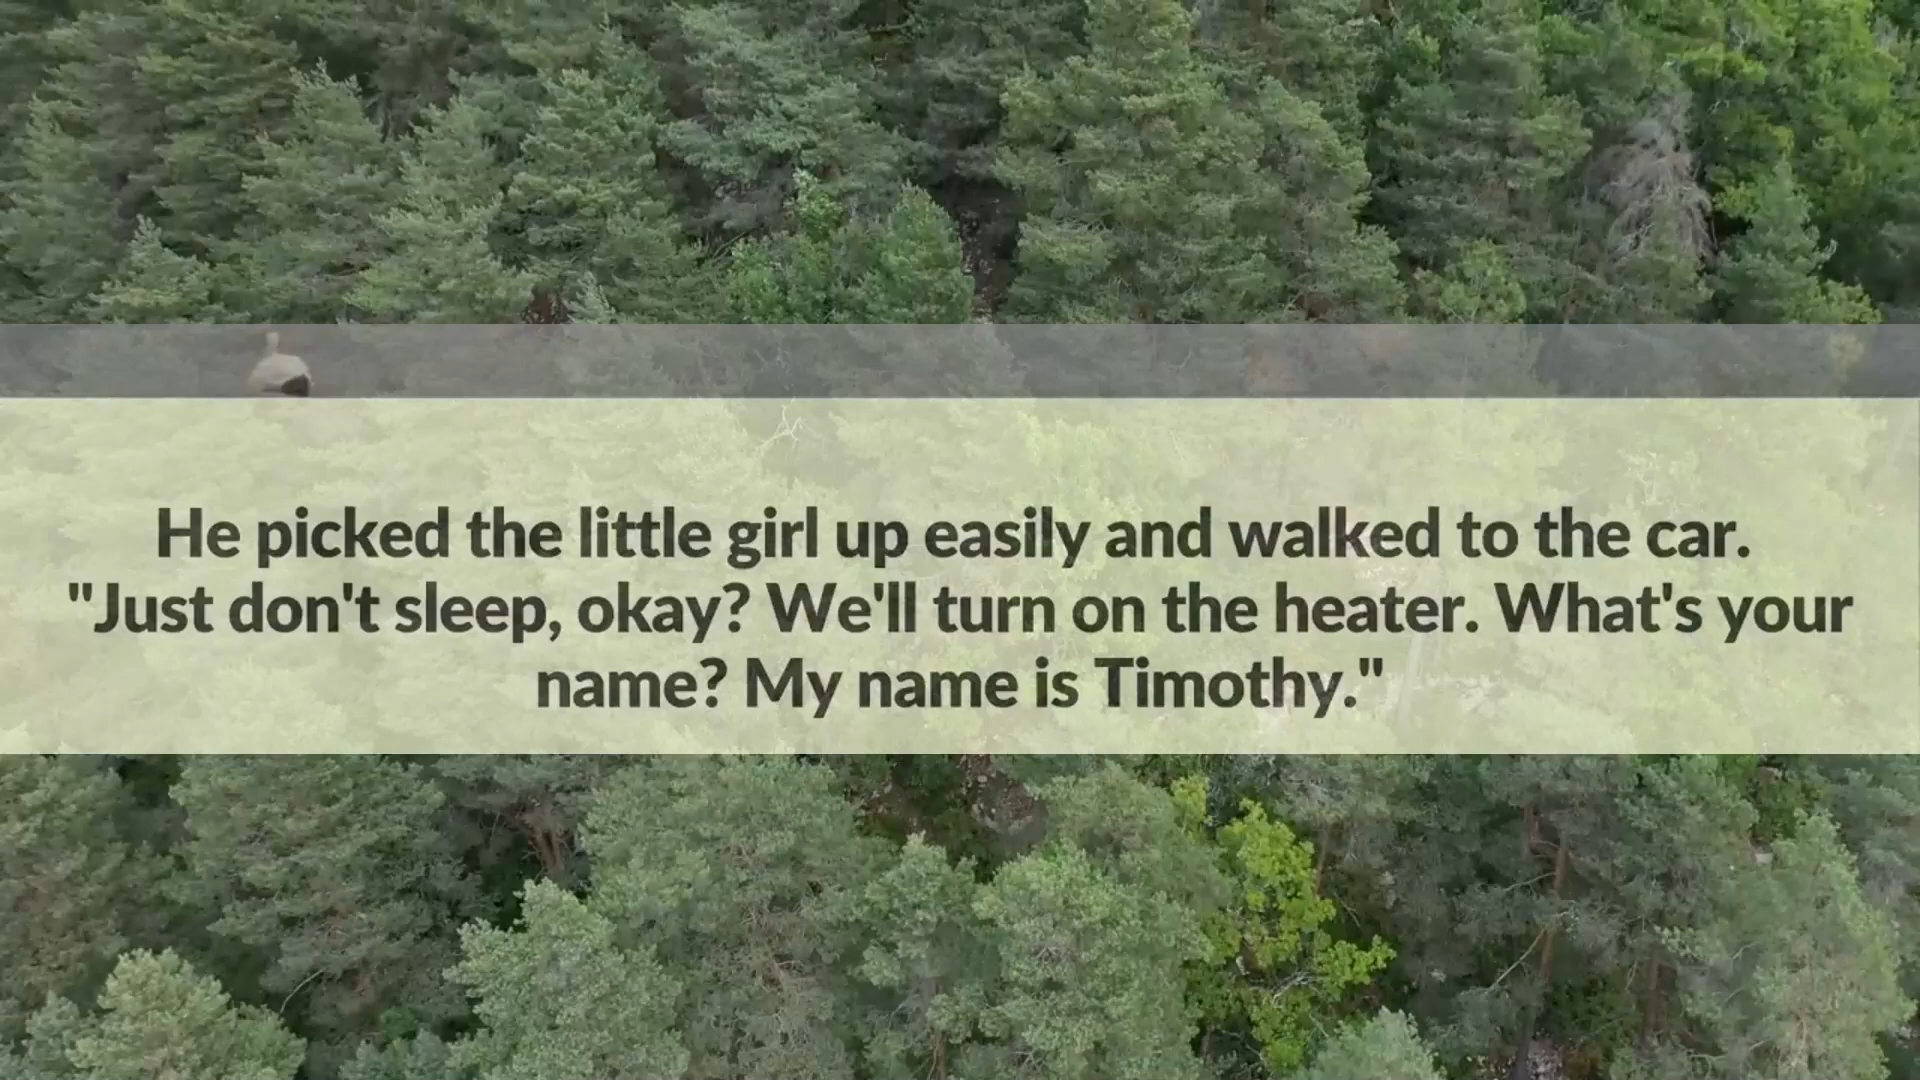 He picked the little girl up easily and walked to the car.
"Just don't sleep, okay? We'll turn on the heater. What's your
name? My name is Timothy."